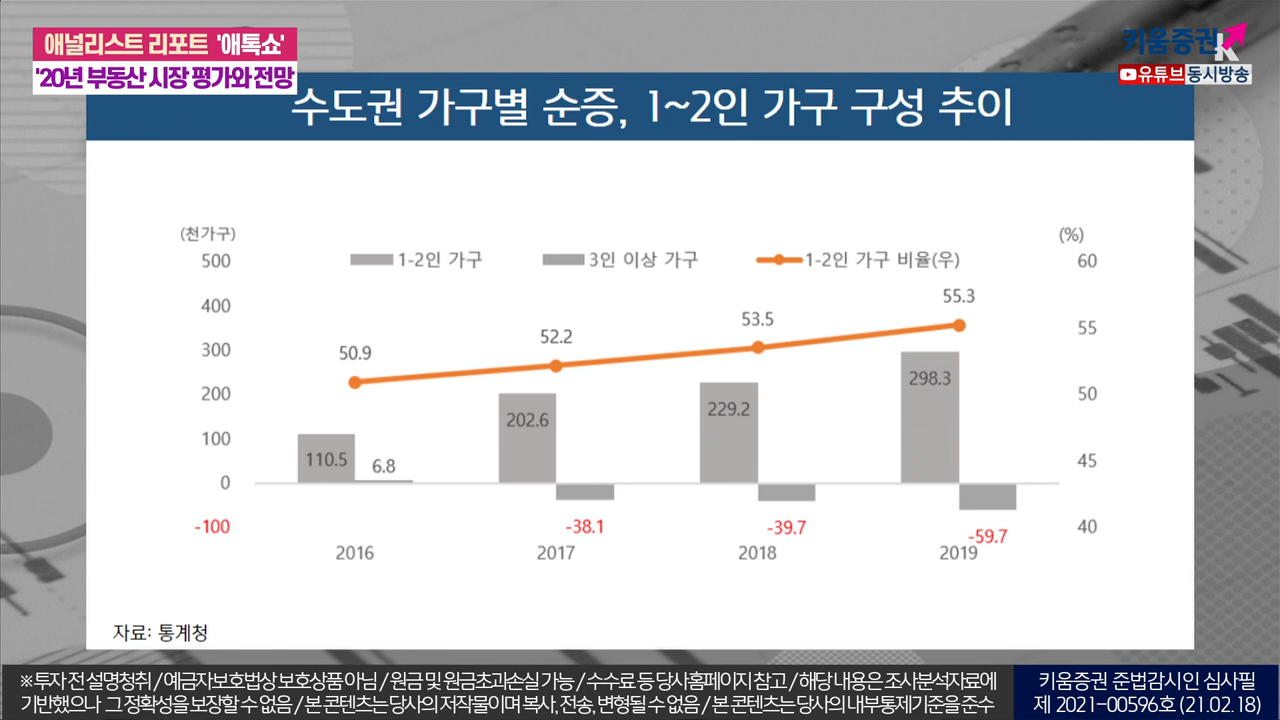 애널리스트 리포트 '애톡쇼'
'20년 부동산 시장 평가와 전망
키움증권
유튜브동시방송
수도권 가구별 순증, 1~2인 가구 구성 추이
(천가구)
(%)
1-2인 가구
3인 이상 가구
1-2인 가구 비율(우)
500
400
300
200
100
0
-100
60
55
50
45
40
50.9
52.2
53.5
55.3
110.5
6.8
202.6
-38.1
229.2
-39.7
298.3
-59.7
2016
2017
2018
2019
자료: 통계청
※ 투자 전 설명청취 / 예금자보호법상 보호상품 아님 / 원금 및 원금초과손실 가능 / 수수료 등 당사홈페이지 참고 / 해당 내용은 조사분석자료에
기반했으나 그 정확성을 보장할 수 없음 / 본 콘텐츠는 당사의 저작물이며 복사, 전송, 변형될 수 없음 / 본 콘텐츠는 당사의 내부통제기준을 준수
키움증권 준법감시인 심사필
제 2021-00596호 (21.02.18)